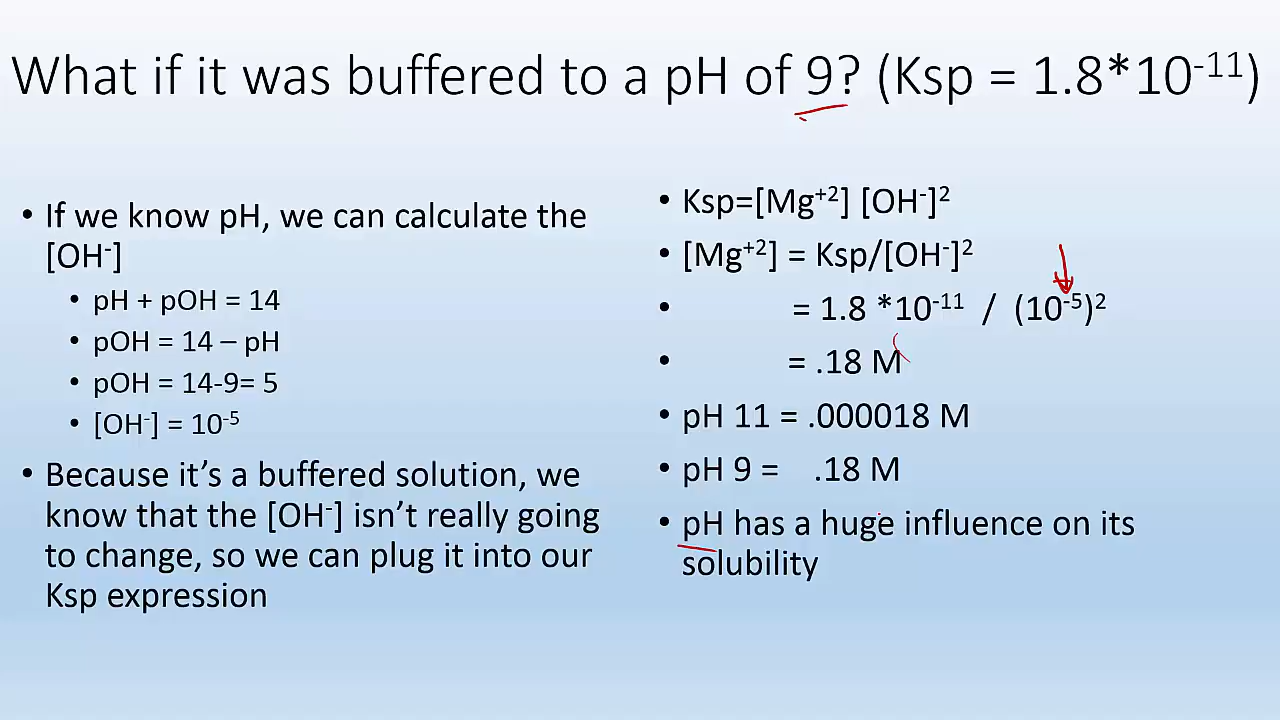 What if it was buffered to a pH of 9? (Ksp = 1.8*10⁻¹¹)
• If we know pH, we can calculate the
[OH⁻]
• pH + pOH = 14
• pOH = 14 – pH
• pOH = 14-9= 5
• [OH⁻] = 10⁻⁵
• Because it’s a buffered solution, we
know that the [OH⁻] isn’t really going
to change, so we can plug it into our
Ksp expression
• Ksp=[Mg⁺²] [OH⁻]²
• [Mg⁺²] = Ksp/[OH⁻]²
• = 1.8 *10⁻¹¹ / (10⁻⁵)²
• = .18 M
• pH 11 = .000018 M
• pH 9 = .18 M
• pH has a huge influence on its
solubility